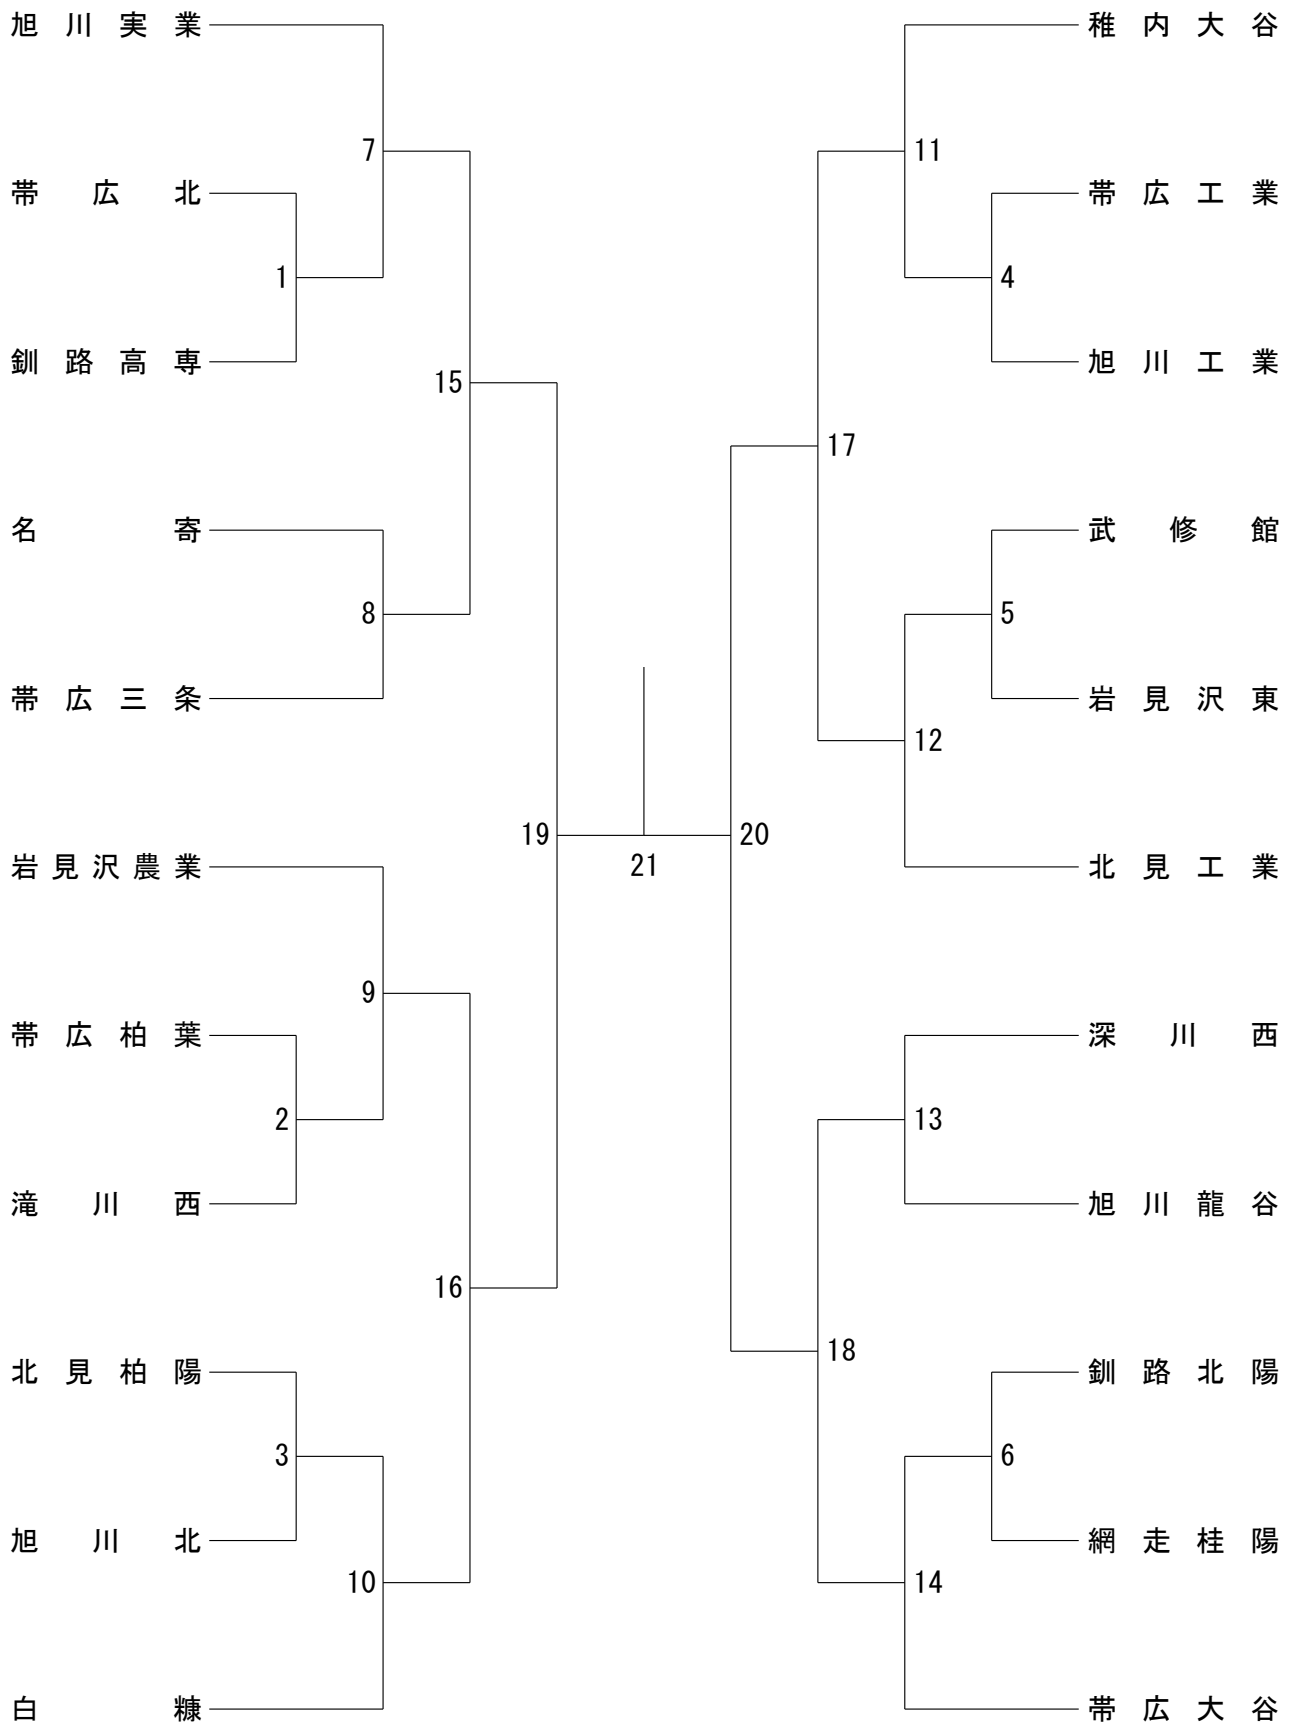 旭川実業
7
帯広北
1
釧路高専
15
名寄
8
帯広三条
19
岩見沢農業
9
帯広柏葉
2
滝川西
16
北見柏陽
3
旭川北
10
白糠
21
稚内大谷
11
帯広工業
4
旭川工業
17
武修館
5
岩見沢東
12
20
北見工業
深川西
13
旭川龍谷
18
釧路北陽
6
網走桂陽
14
帯広大谷